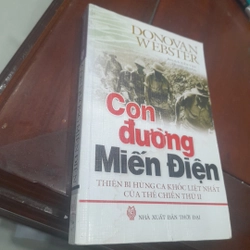 DONOVAN
WEBSTER
Con
đường
Miến Điện
THIÊN BI HÙNG CA KHỐC LIỆT NHẤT
CỦA THẾ CHIẾN THỨ II
NHÀ XUẤT BẢN THỜI ĐẠI